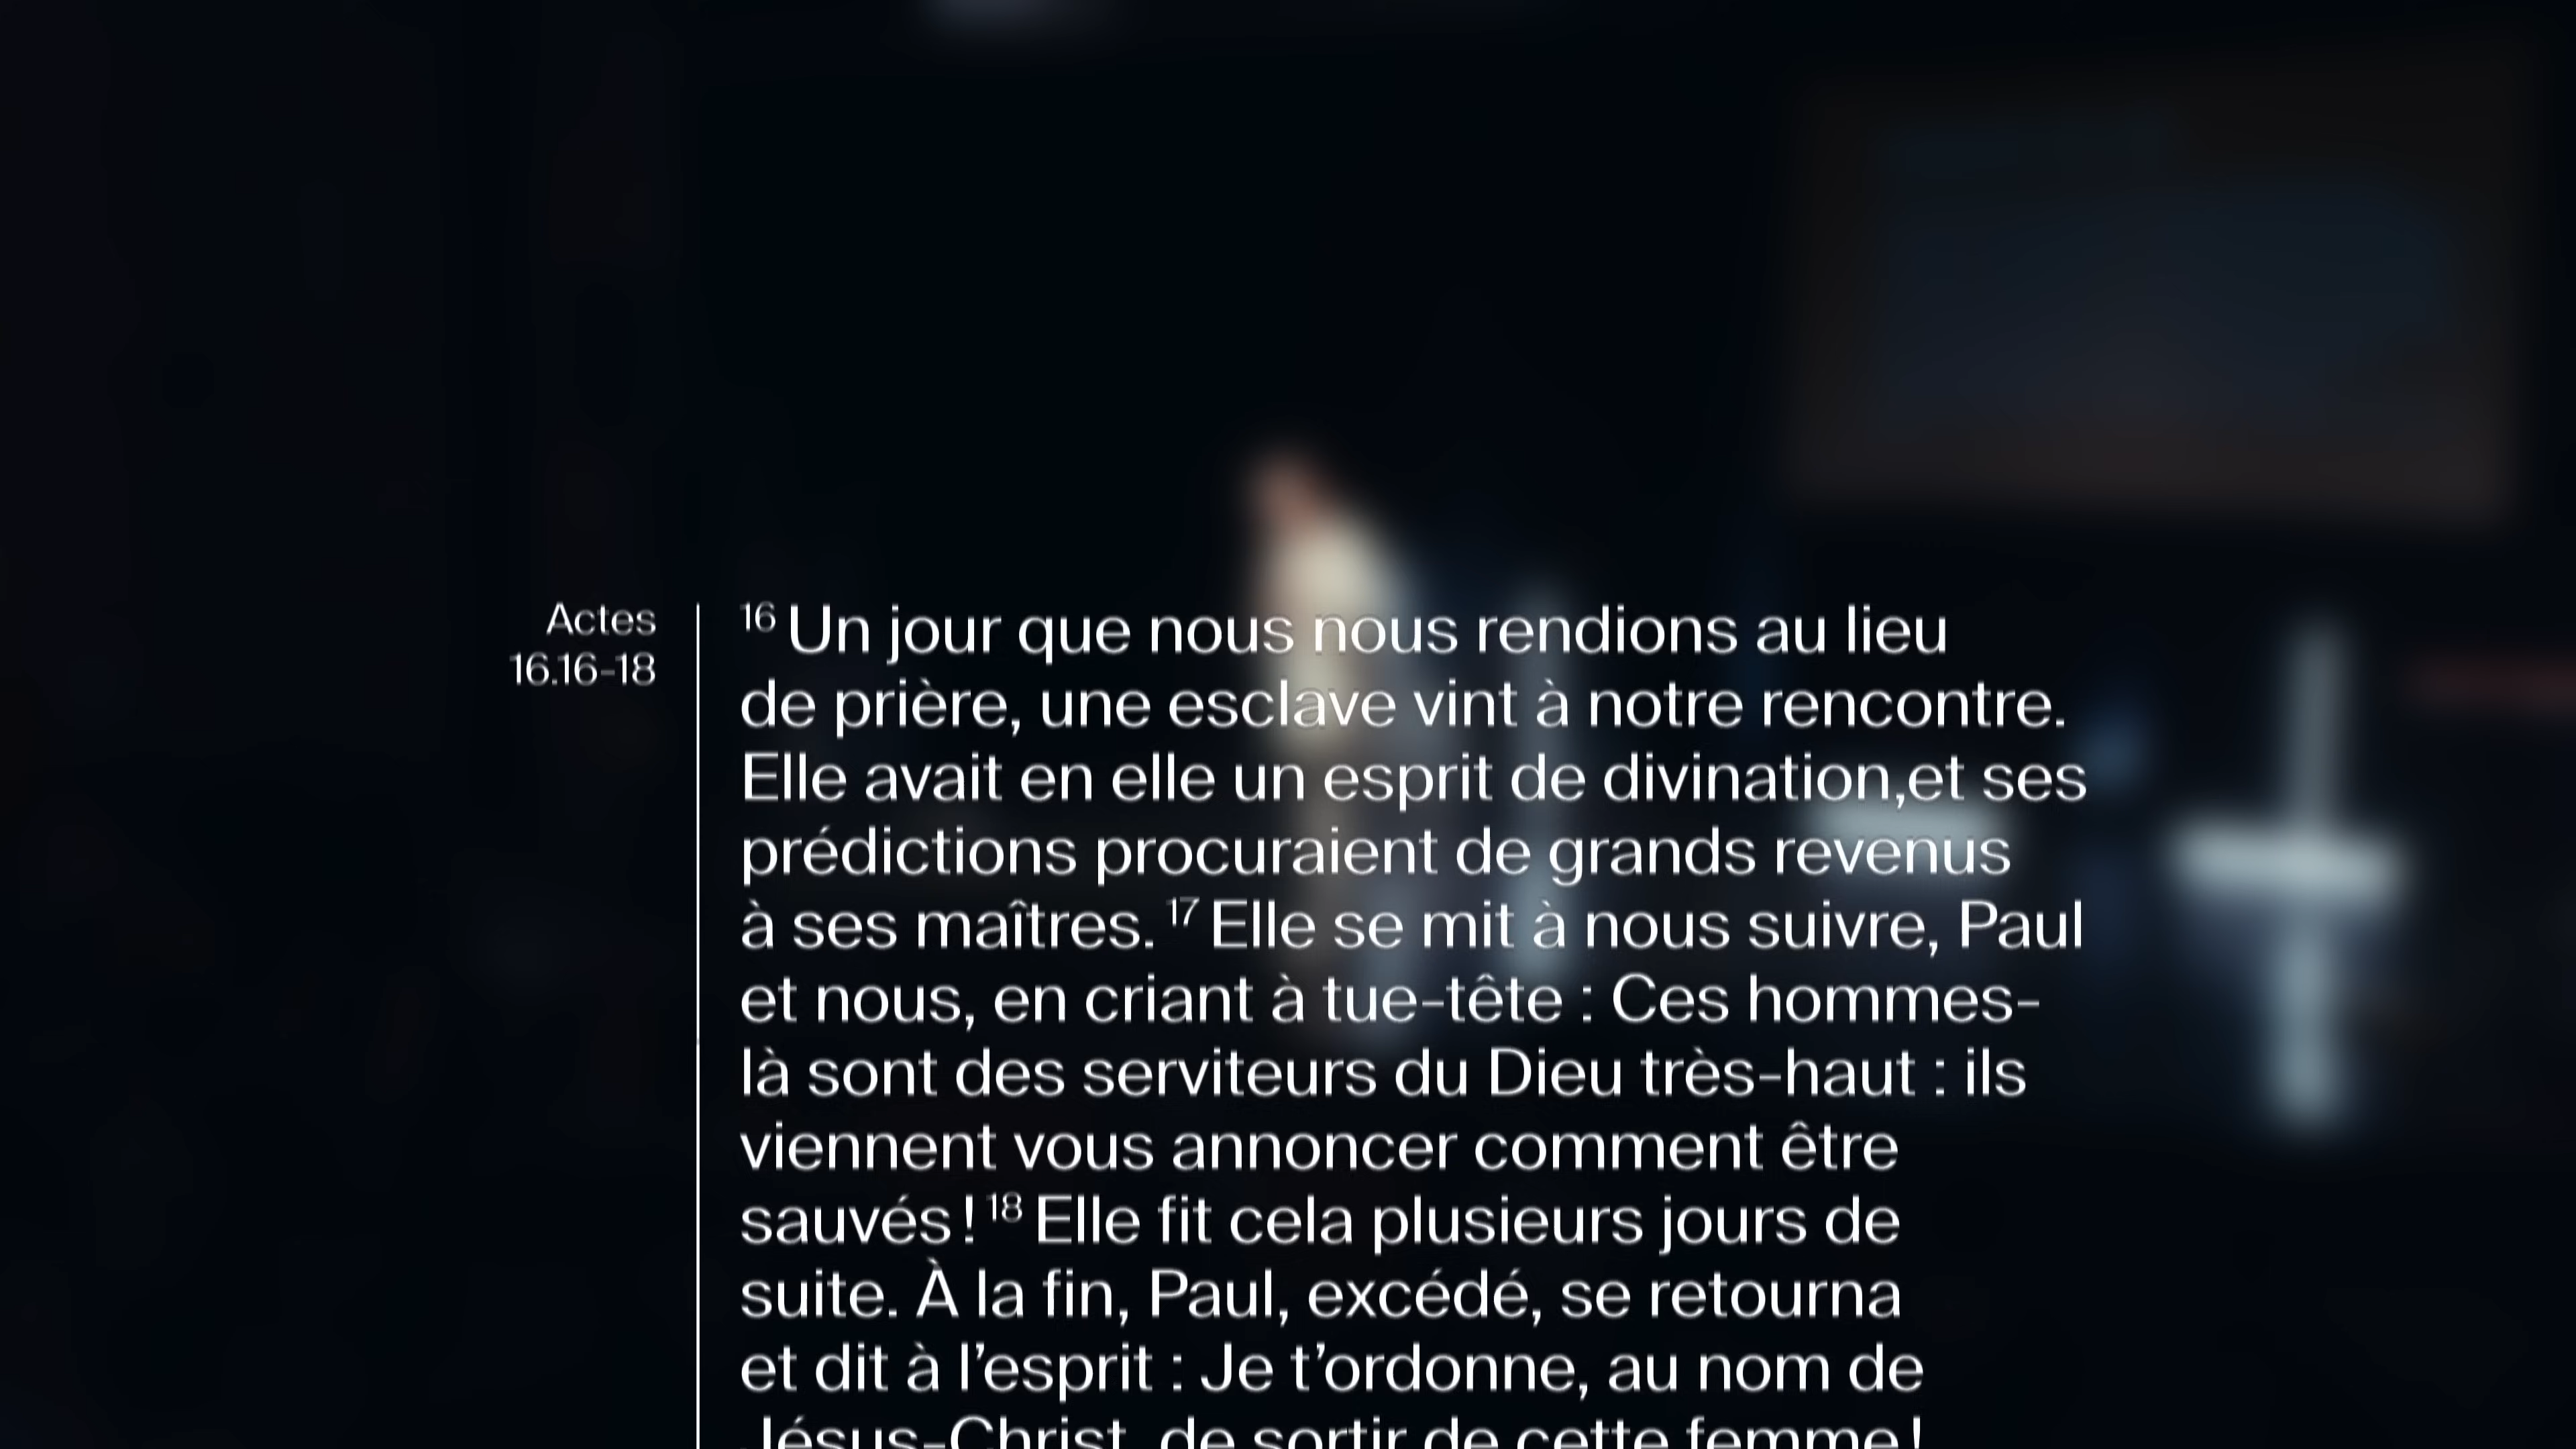 Actes
16.16-18
16 Un jour que nous nous rendions au lieu
de prière, une esclave vint à notre rencontre.
Elle avait en elle un esprit de divination,et ses
prédictions procuraient de grands revenus
à ses maîtres. 17 Elle se mit à nous suivre, Paul
et nous, en criant à tue-tête : Ces hommes-
là sont des serviteurs du Dieu très-haut : ils
viennent vous annoncer comment être
sauvés ! 18 Elle fit cela plusieurs jours de
suite. À la fin, Paul, excédé, se retourna
et dit à l’esprit : Je t’ordonne, au nom de
Jésus-Christ, de sortir de cette femme !